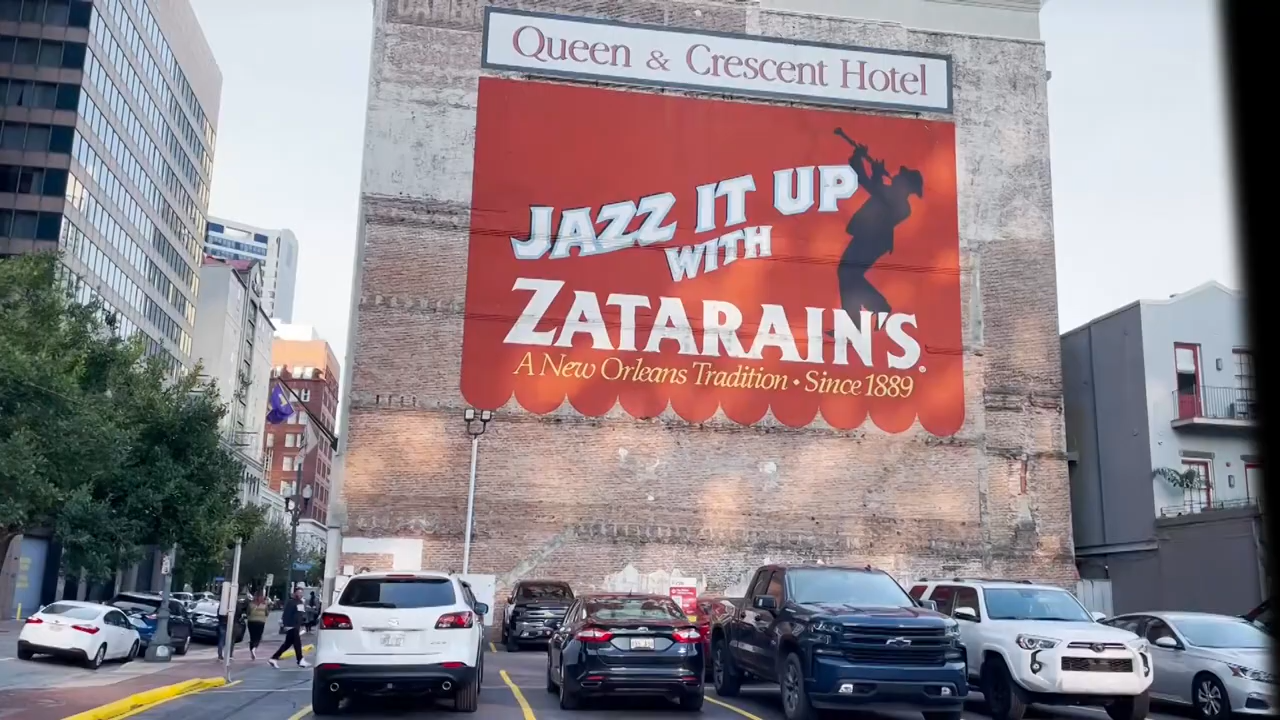 Queen & Crescent Hotel
JAZZ IT UP
WITH
ZATARAIN'S®
A New Orleans Tradition • Since 1889